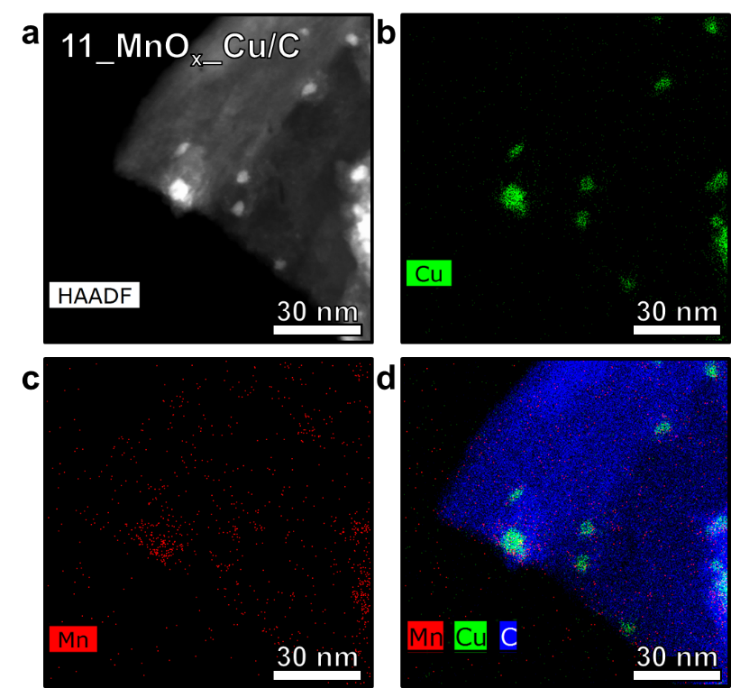 a
11_MnOₓ_Cu/C
HAADF
30 nm
b
Cu
30 nm
c
Mn
30 nm
d
Mn Cu C
30 nm